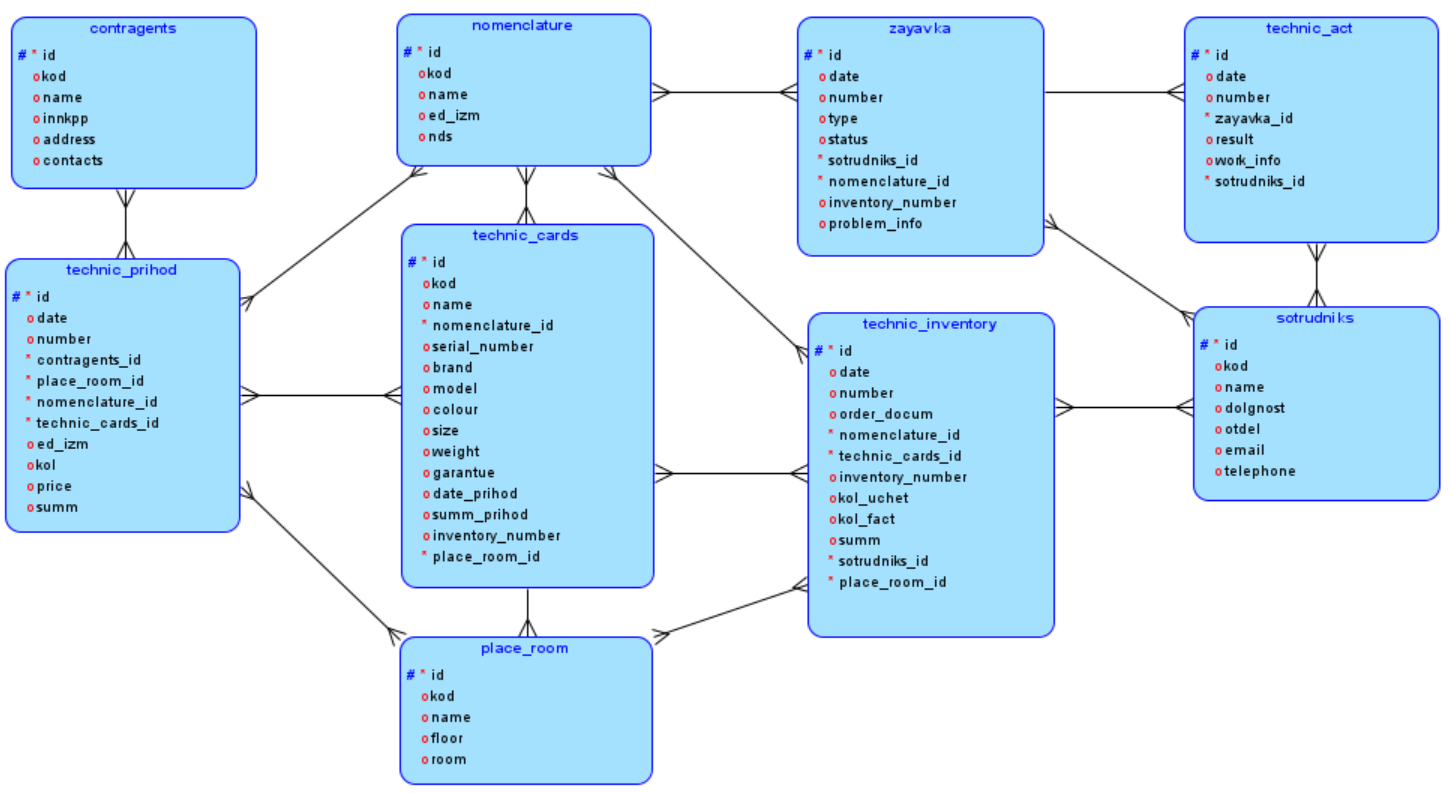 contragents
# * id
o kod
o name
o innkpp
o address
o contacts
nomenclature
# * id
o kod
o name
o ed_izm
o nds
zayavka
# * id
o date
o number
o type
o status
* sotrudniks_id
* nomenclature_id
o inventory_number
o problem_info
technic_act
# * id
o date
o number
* zayavka_id
o result
o work_info
* sotrudniks_id
technic_prihod
# * id
o date
o number
* contragents_id
* place_room_id
* nomenclature_id
* technic_cards_id
o ed_izm
o kol
o price
o summ
technic_cards
# * id
o kod
o name
* nomenclature_id
o serial_number
o brand
o model
o colour
o size
o weight
o garantue
o date_prihod
o summ_prihod
o inventory_number
* place_room_id
technic_inventory
# * id
o date
o number
o order_docum
* nomenclature_id
* technic_cards_id
o inventory_number
o kol_uchet
o kol_fact
o summ
* sotrudniks_id
* place_room_id
sotrudniks
# * id
o kod
o name
o dolgnost
o otdel
o email
o telephone
place_room
# * id
o kod
o name
o floor
o room